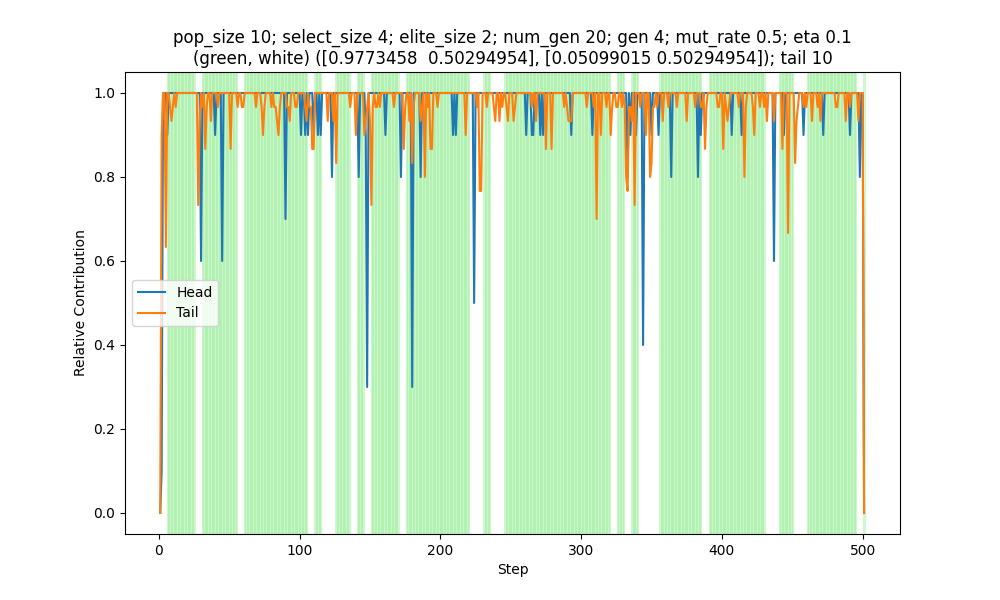 pop_size 10; select_size 4; elite_size 2; num_gen 20; gen 4; mut_rate 0.5; eta 0.1
(green, white) ([0.9773458  0.50294954], [0.05099015 0.50294954]); tail 10
1.0
0.8
0.6
0.4
0.2
0.0
Relative Contribution
Head
Tail
0
100
200
300
400
500
Step